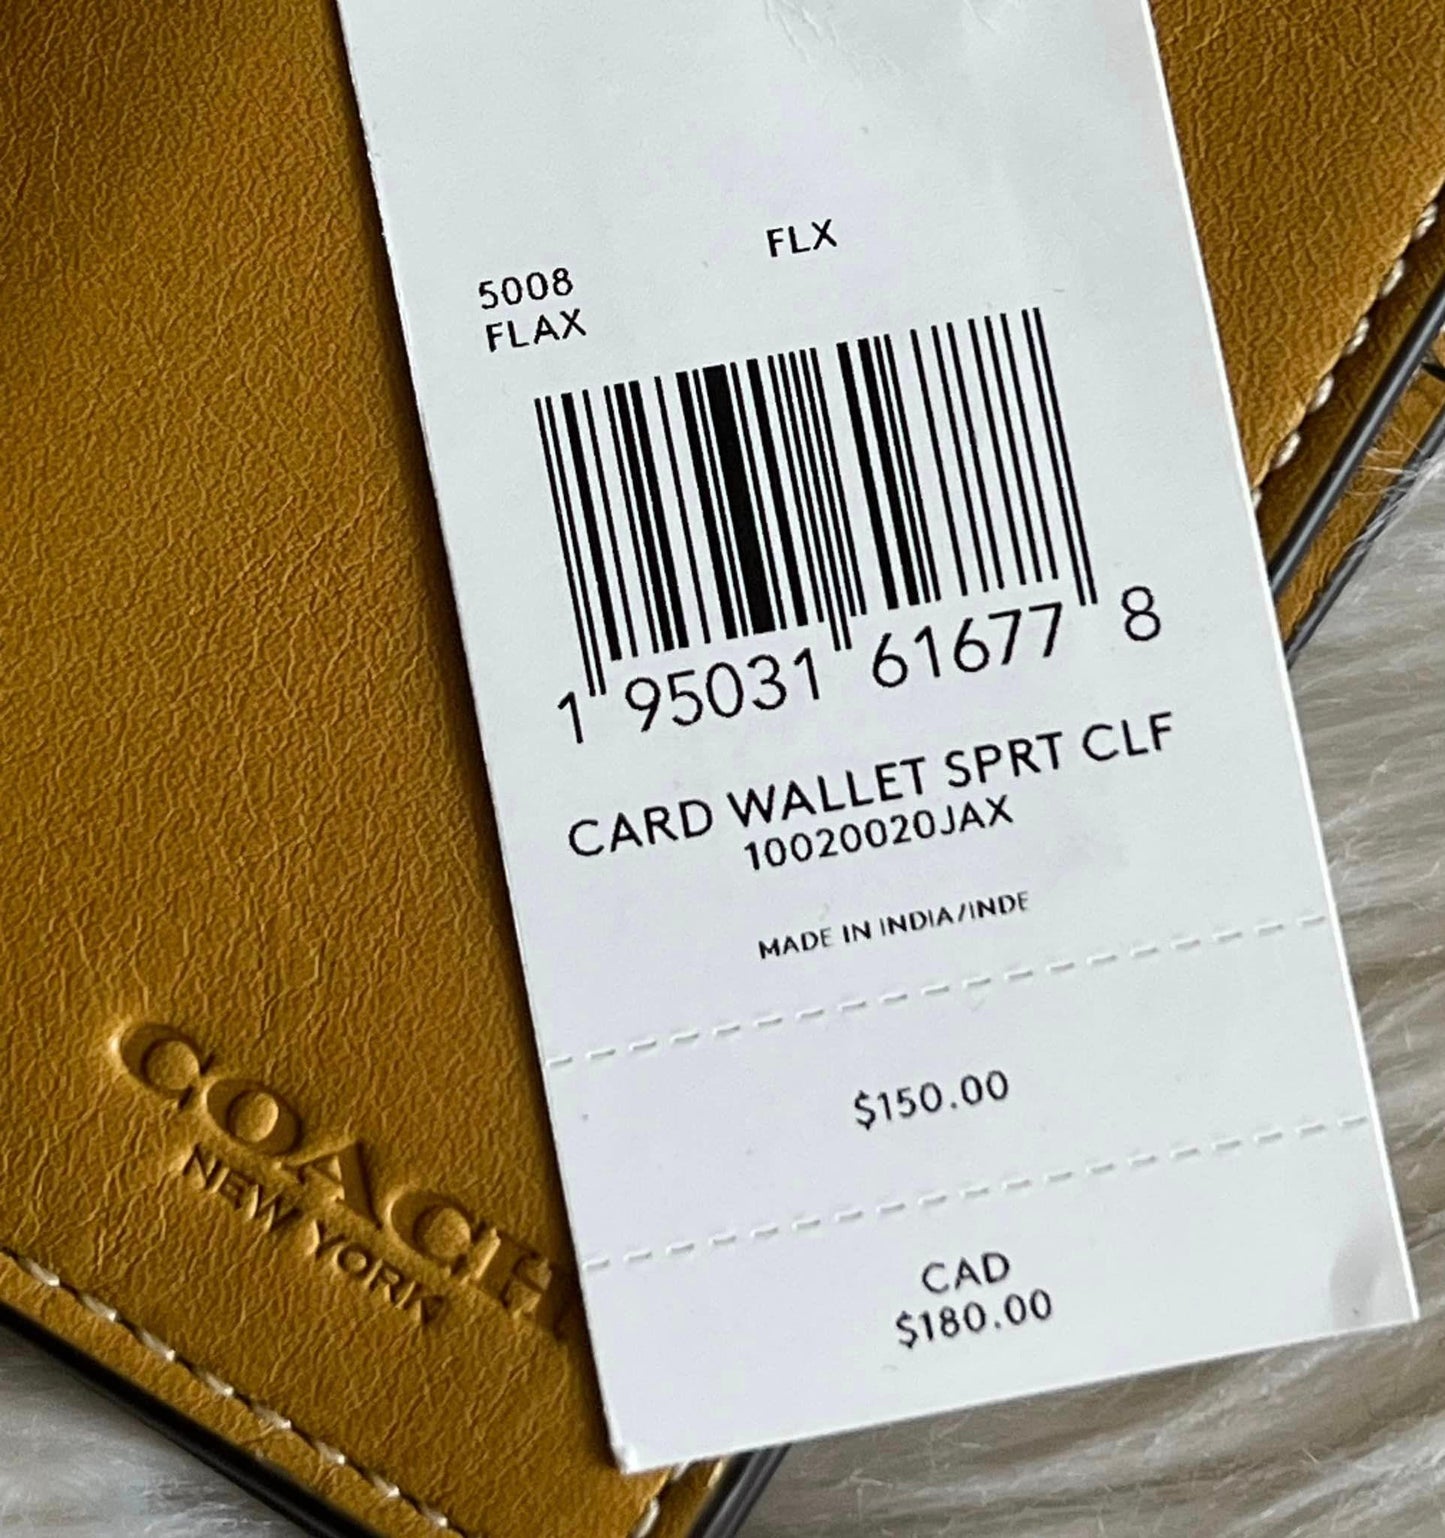 FLX
5008
FLAX
1 95031 61677 8
CARD WALLET SPRT CLF
10020020JAX
MADE IN INDIA/INDE
$150.00
CAD
$180.00
COACH
NEW YORK